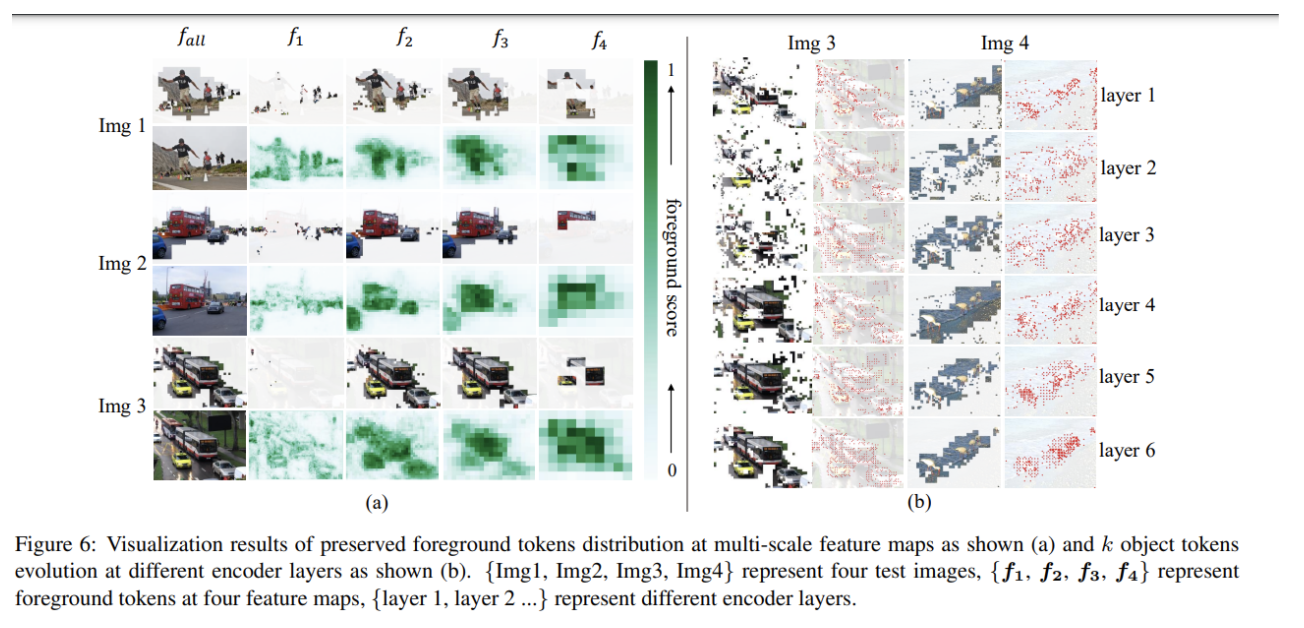 f_all f_1 f_2 f_3 f_4
Img 1
Img 2
Img 3
1
foreground score
0
(a)
Img 3 Img 4
layer 1
layer 2
layer 3
layer 4
layer 5
layer 6
(b)
Figure 6: Visualization results of preserved foreground tokens distribution at multi-scale feature maps as shown (a) and k object tokens
evolution at different encoder layers as shown (b). {Img1, Img2, Img3, Img4} represent four test images, {f_1, f_2, f_3, f_4} represent
foreground tokens at four feature maps, {layer 1, layer 2 ...} represent different encoder layers.